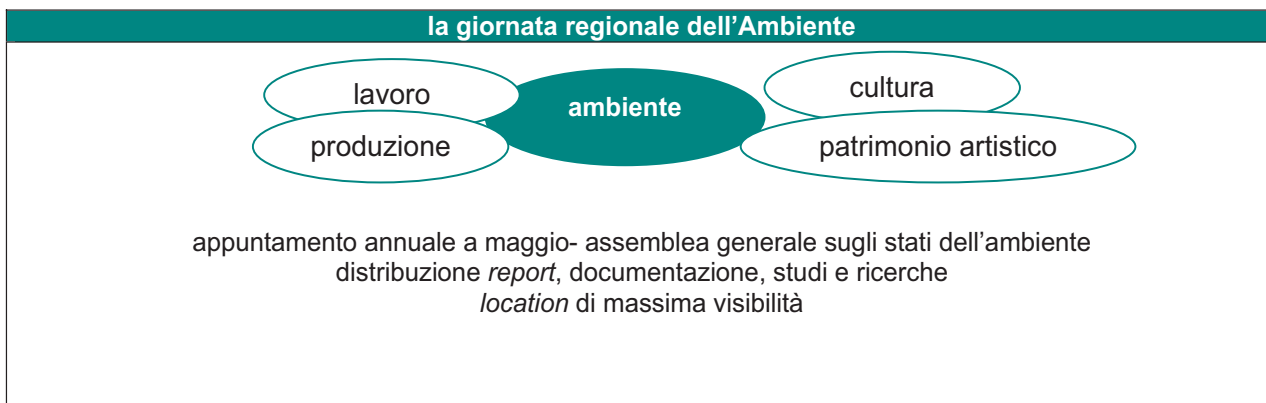 la giornata regionale dell'Ambiente
lavoro
produzione
ambiente
cultura
patrimonio artistico
appuntamento annuale a maggio- assemblea generale sugli stati dell'ambiente
distribuzione report, documentazione, studi e ricerche
location di massima visibilità